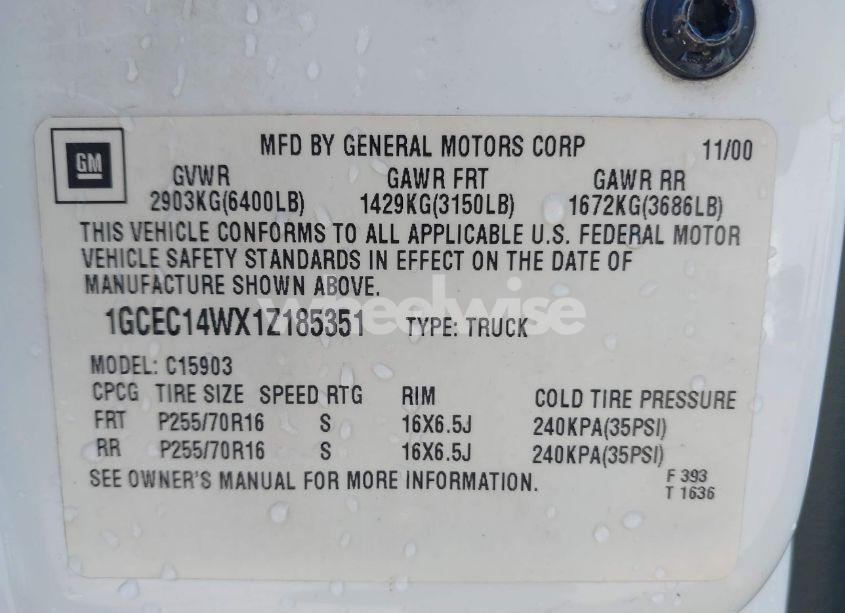 GM
MFD BY GENERAL MOTORS CORP 11/00
GVWR GAWR FRT GAWR RR
2903KG(6400LB) 1429KG(3150LB) 1672KG(3686LB)
THIS VEHICLE CONFORMS TO ALL APPLICABLE U.S. FEDERAL MOTOR
VEHICLE SAFETY STANDARDS IN EFFECT ON THE DATE OF
MANUFACTURE SHOWN ABOVE.
wheelwise
1GCEC14WX1Z185351 TYPE: TRUCK
MODEL: C15903
CPCG TIRE SIZE SPEED RTG RIM COLD TIRE PRESSURE
FRT P255/70R16 S 16X6.5J 240KPA(35PSI)
RR P255/70R16 S 16X6.5J 240KPA(35PSI)
SEE OWNER'S MANUAL FOR MORE INFORMATION.
F 393
T 1636